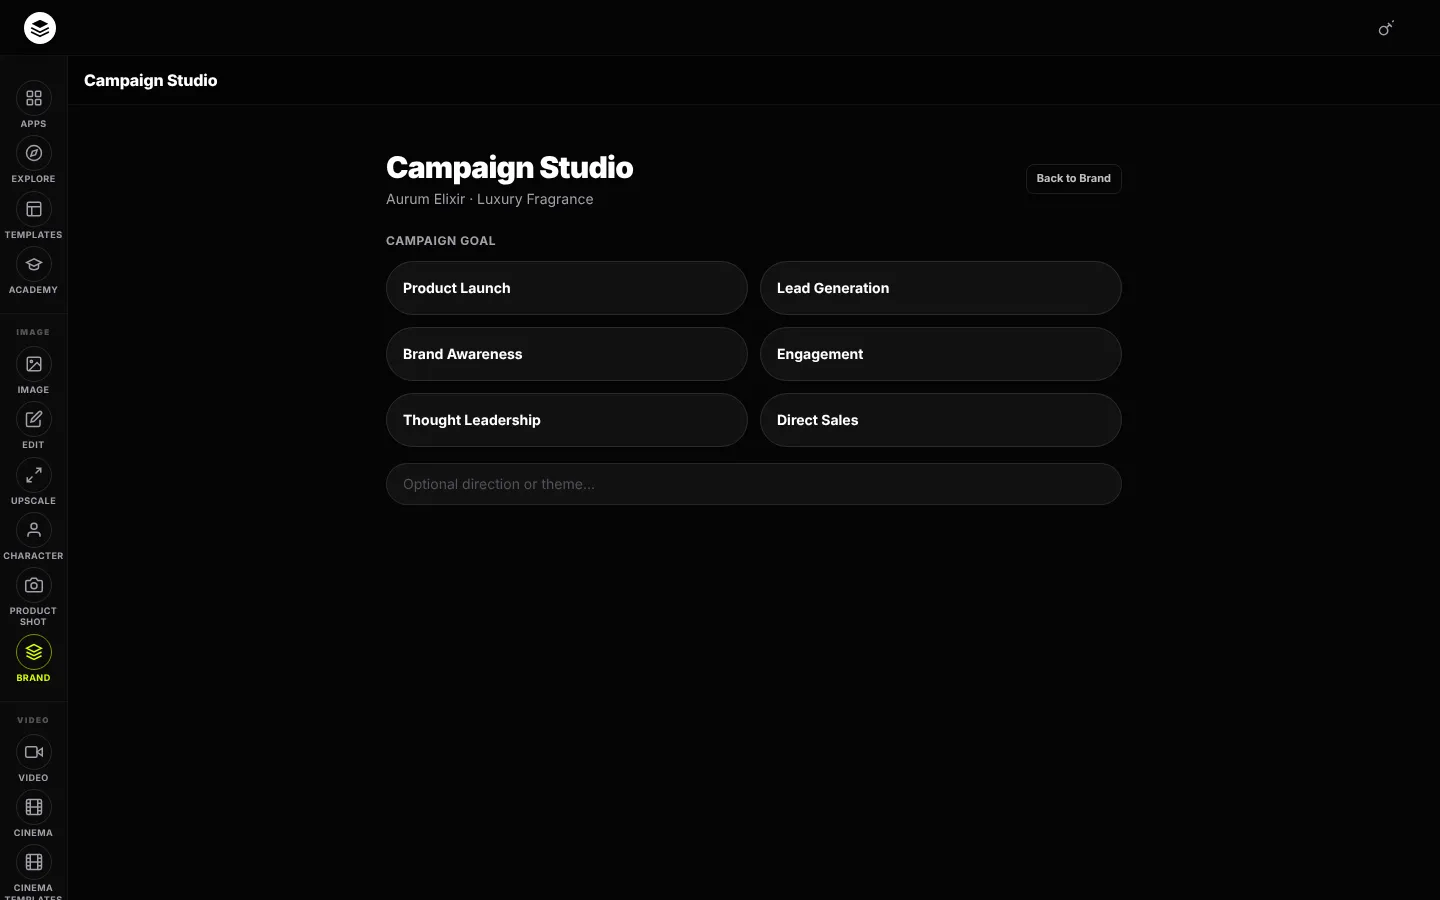 Campaign Studio
APPS
EXPLORE
TEMPLATES
ACADEMY
IMAGE
IMAGE
EDIT
UPSCALE
CHARACTER
PRODUCT
SHOT
BRAND
VIDEO
VIDEO
CINEMA
CINEMA
TEMPLATES
Campaign Studio
Aurum Elixir · Luxury Fragrance
Back to Brand
CAMPAIGN GOAL
Product Launch
Lead Generation
Brand Awareness
Engagement
Thought Leadership
Direct Sales
Optional direction or theme...